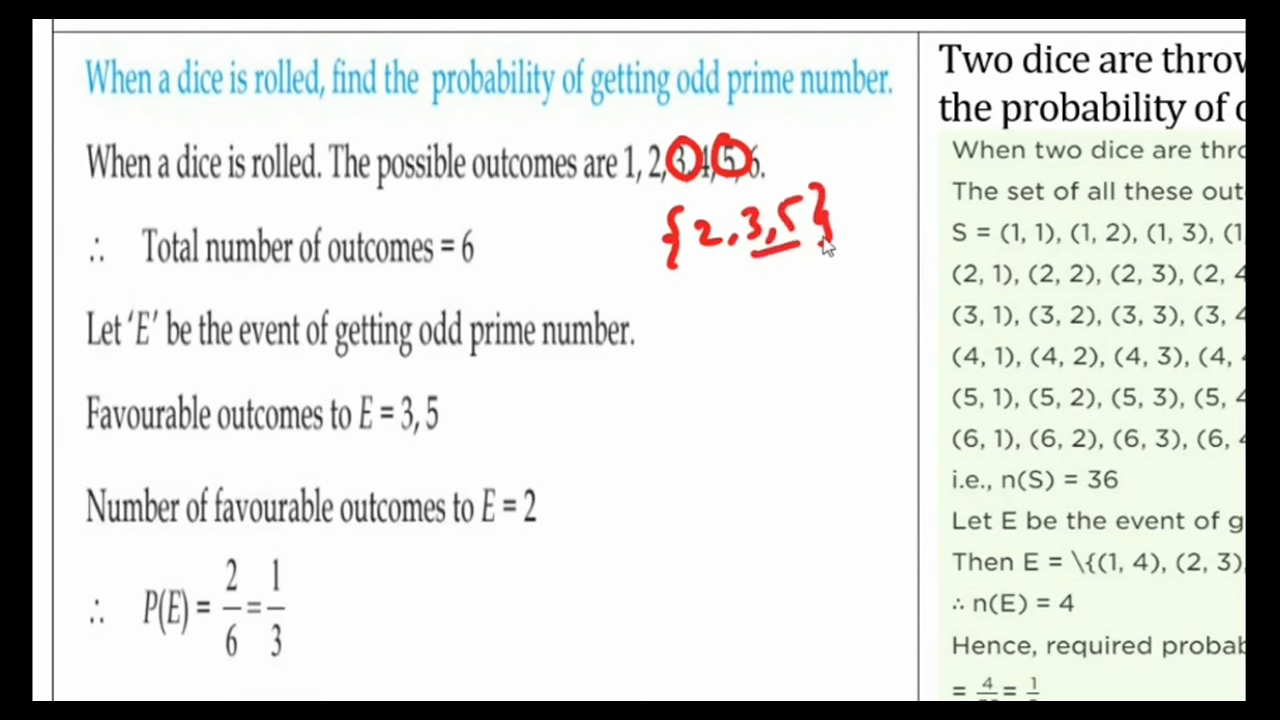 When a dice is rolled, find the probability of getting odd prime number.
When a dice is rolled. The possible outcomes are 1, 2, 3, 4, 5, 6.
{2,3,5}
∴ Total number of outcomes = 6
Let 'E' be the event of getting odd prime number.
Favourable outcomes to E = 3, 5
Number of favourable outcomes to E = 2
∴ P(E) = 2/6 = 1/3
Two dice are throw
the probability of
When two dice are thr
The set of all these out
S = (1, 1), (1, 2), (1, 3), (1
(2, 1), (2, 2), (2, 3), (2, 4
(3, 1), (3, 2), (3, 3), (3, 4
(4, 1), (4, 2), (4, 3), (4,
(5, 1), (5, 2), (5, 3), (5, 4
(6, 1), (6, 2), (6, 3), (6, 4
i.e., n(S) = 36
Let E be the event of g
Then E = \{(1, 4), (2, 3)
∴ n(E) = 4
Hence, required probab
= 4/ = 1/